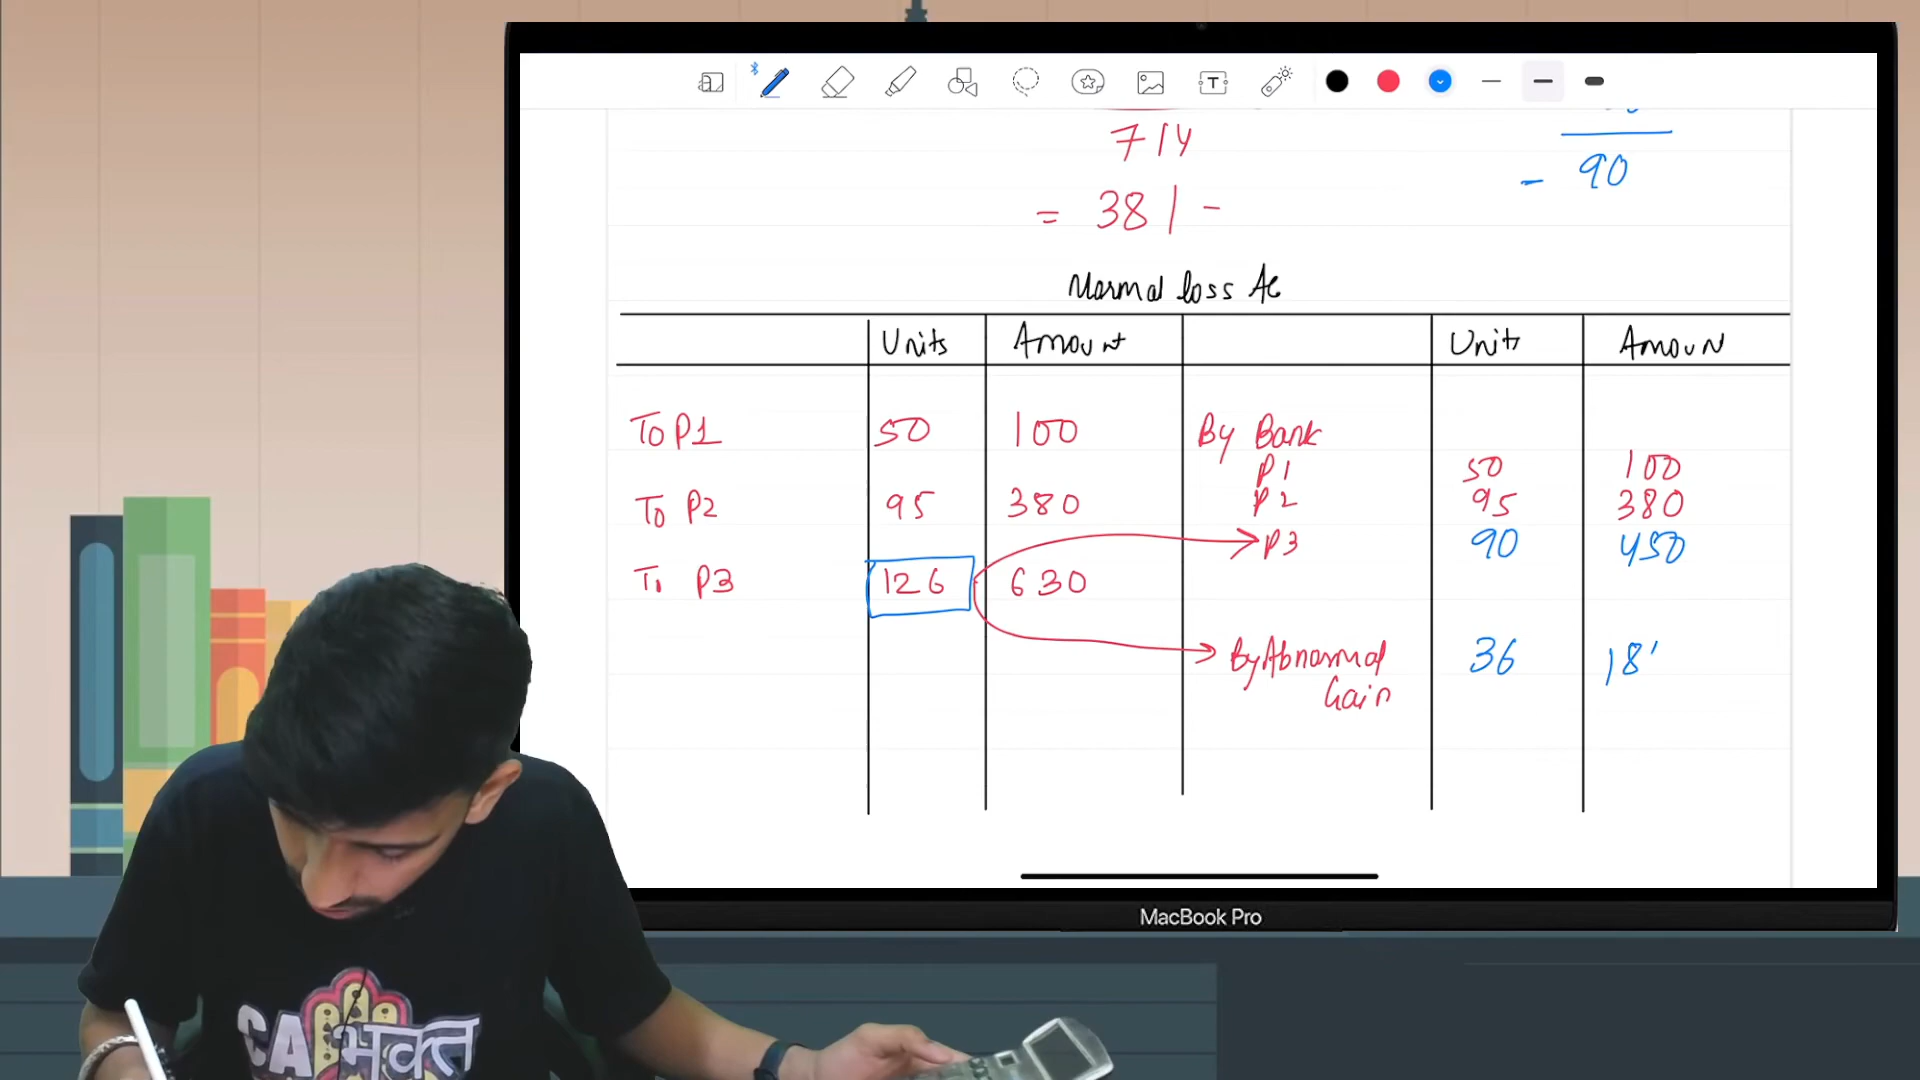 T
714
- 90
= 381-
Normal loss Ac
Units Amount Units Amoun
To P1 50 100 By Bank
P1 50 100
To P2 95 380 P2 95 380
P3 90 450
To P3 126 630
By Abnormal 36 18'
Gain
MacBook Pro
CA भक्त